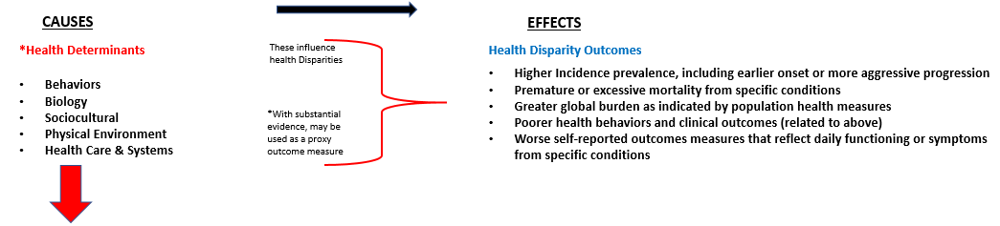 CAUSES
*Health Determinants
• Behaviors
• Biology
• Sociocultural
• Physical Environment
• Health Care & Systems
These influence
health Disparities
*With substantial
evidence, may be
used as a proxy
outcome measure
EFFECTS
Health Disparity Outcomes
• Higher Incidence prevalence, including earlier onset or more aggressive progression
• Premature or excessive mortality from specific conditions
• Greater global burden as indicated by population health measures
• Poorer health behaviors and clinical outcomes (related to above)
• Worse self-reported outcomes measures that reflect daily functioning or symptoms
from specific conditions